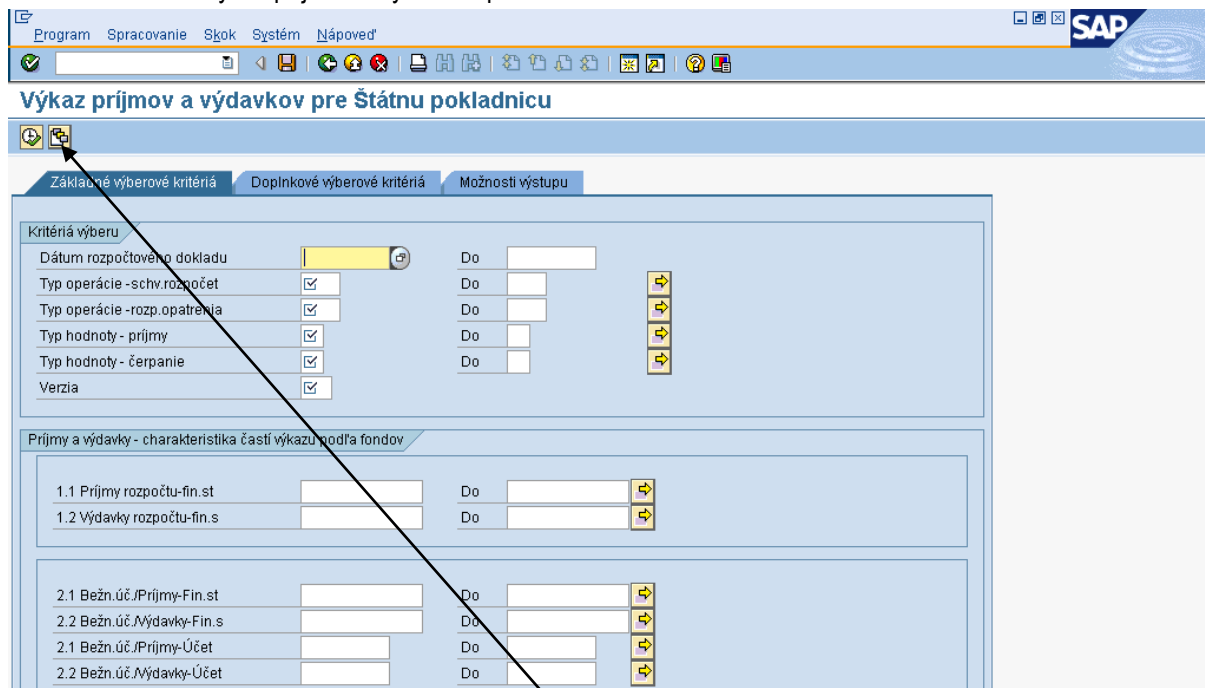 Program Spracovanie Skok Systém Nápoveď
SAP
Výkaz príjmov a výdavkov pre Štátnu pokladnicu
Základné výberové kritériá Doplnkové výberové kritériá Možnosti výstupu
Kritériá výberu
Dátum rozpočtového dokladu Do
Typ operácie -schv.rozpočet Do
Typ operácie -rozp.opatrenia Do
Typ hodnoty - príjmy Do
Typ hodnoty - čerpanie Do
Verzia
Príjmy a výdavky - charakteristika častí výkazu podľa fondov
1.1 Príjmy rozpočtu-fin.st Do
1.2 Výdavky rozpočtu-fin.s Do
2.1 Bežn.úč./Príjmy-Fin.st Do
2.2 Bežn.úč./Výdavky-Fin.s Do
2.1 Bežn.úč./Príjmy-Účet Do
2.2 Bežn.úč./Výdavky-Účet Do